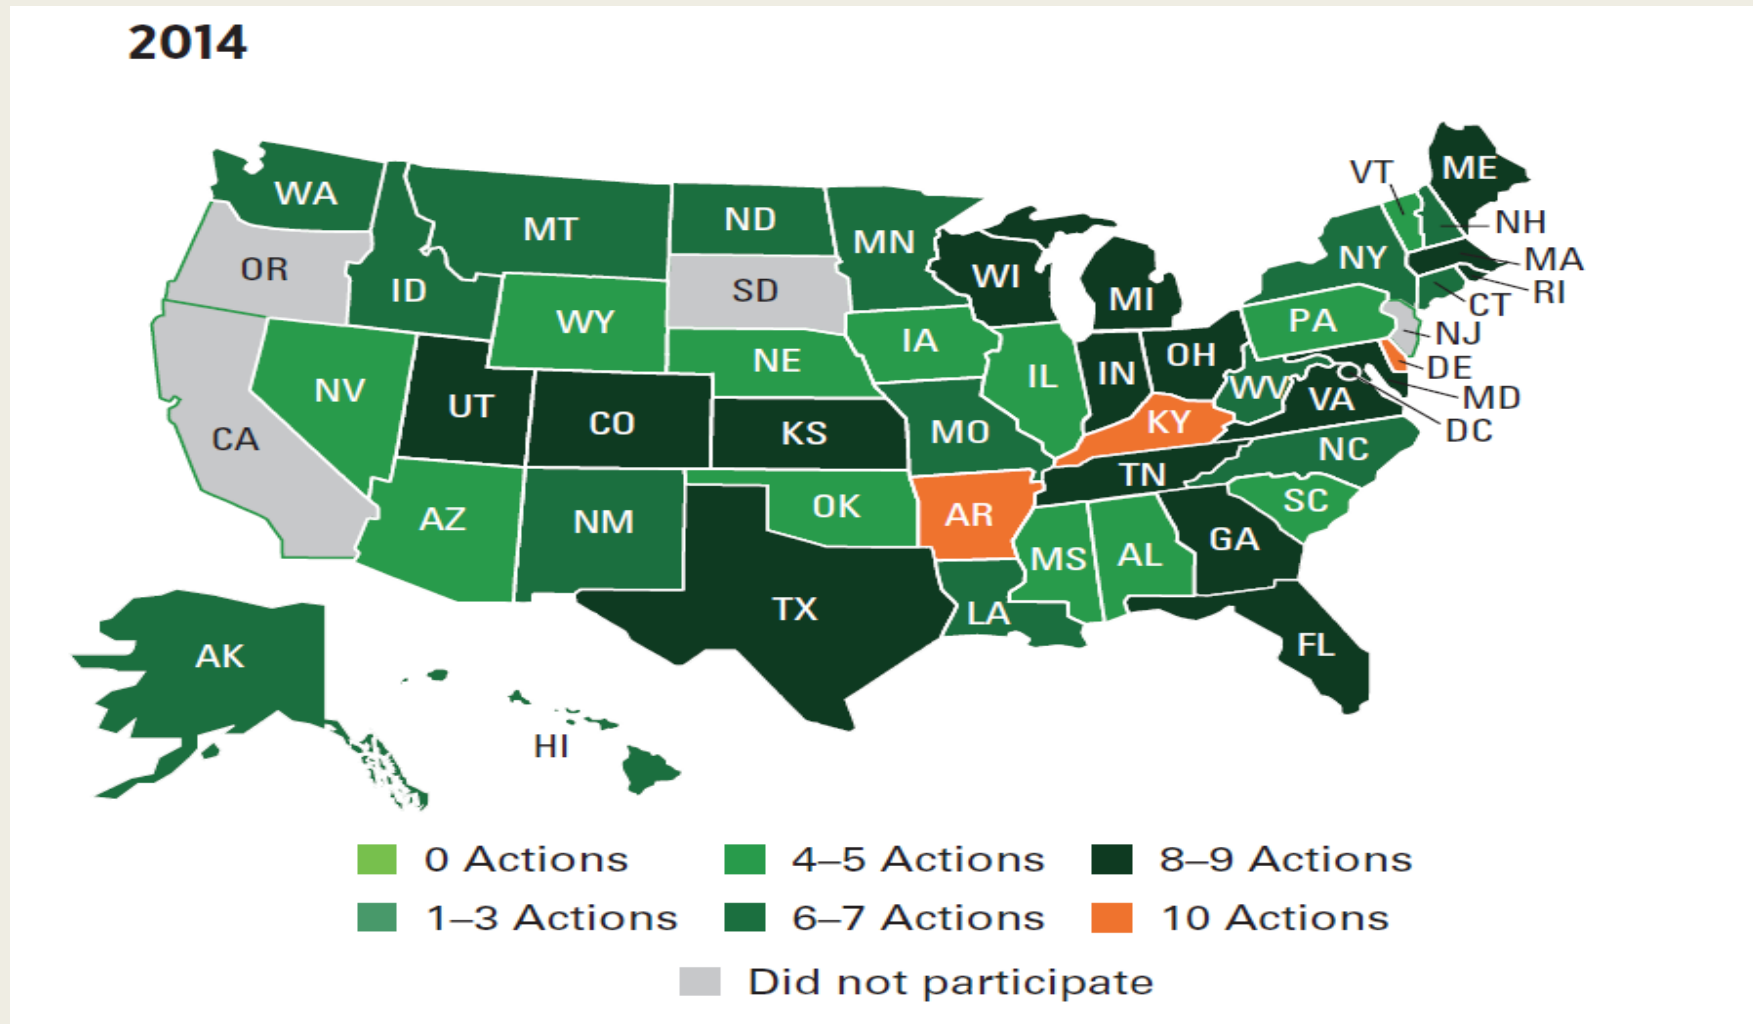 2014
WA
MT
ND
MN
OR
ID
SD
WY
WI
MI
VT
ME
NH
NY
MA
RI
CT
PA
NJ
DE
MD
DC
NV
UT
CO
NE
IA
IL
IN
OH
WV
VA
CA
KS
MO
KY
NC
TN
AZ
NM
OK
AR
SC
MS
AL
GA
TX
LA
FL
AK
HI
0 Actions
4–5 Actions
8–9 Actions
1–3 Actions
6–7 Actions
10 Actions
Did not participate